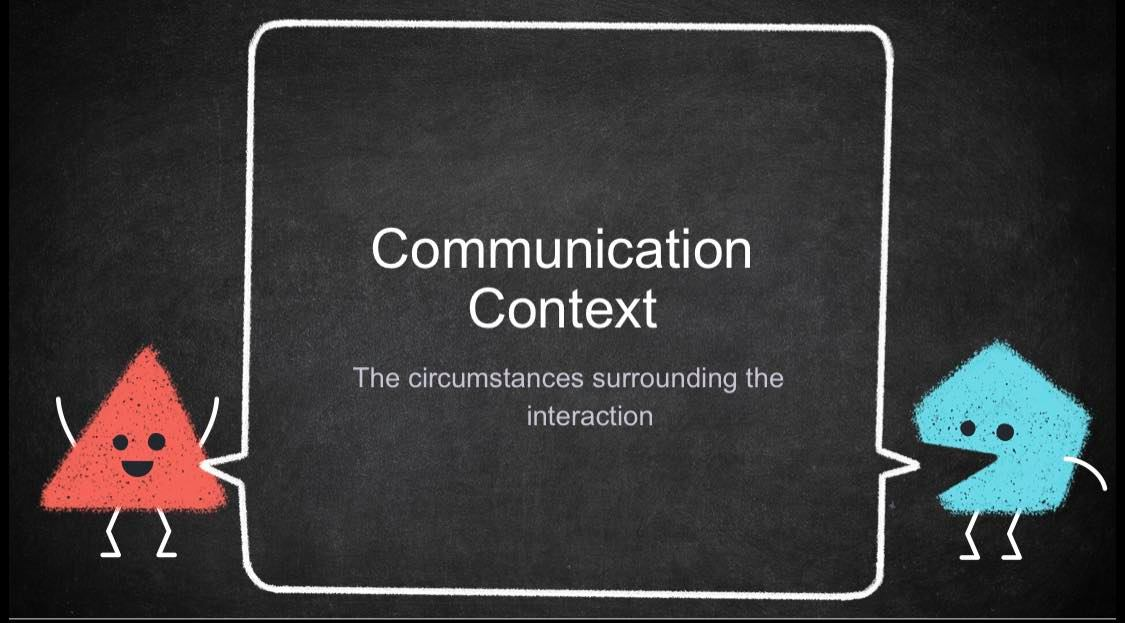 Communication
Context
The circumstances surrounding the
interaction